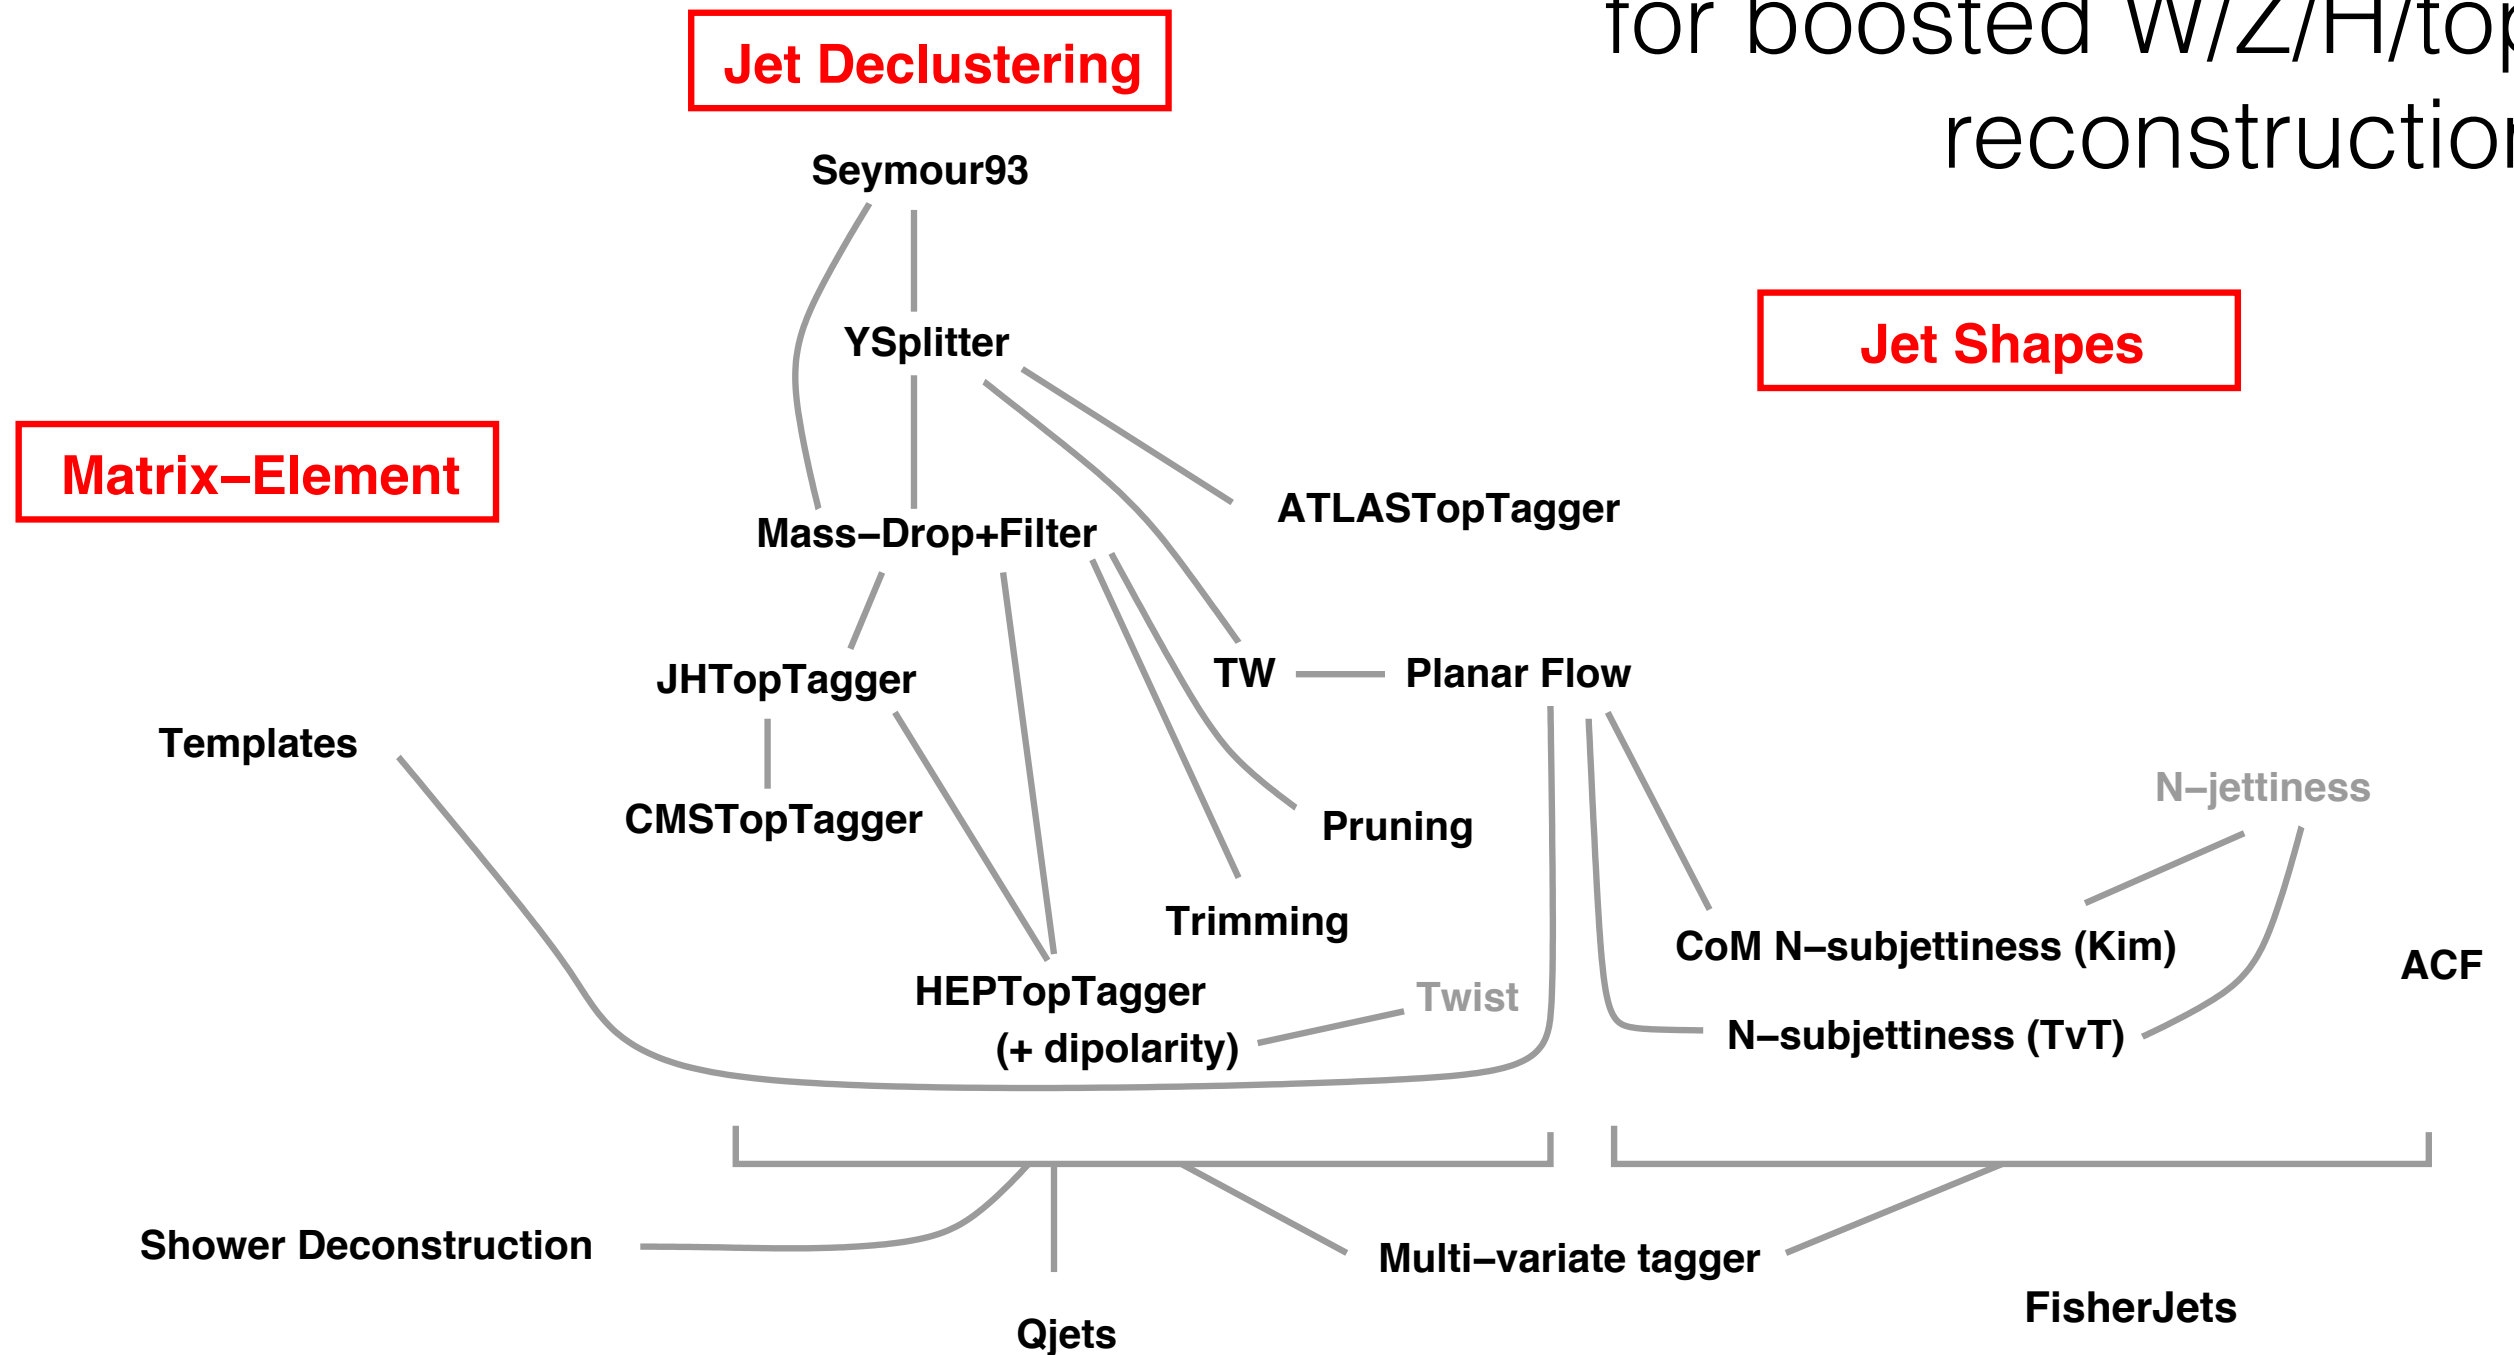 for boosted W/Z/H/top
reconstruction
Jet Declustering
Seymour93
YSplitter
Jet Shapes
Matrix–Element
ATLASTopTagger
Mass–Drop+Filter
JHTopTagger
TW
Planar Flow
Templates
N–jettiness
CMSTopTagger
Pruning
Trimming
CoM N–subjettiness (Kim)
ACF
HEPTopTagger
(+ dipolarity)
Twist
N–subjettiness (TvT)
Shower Deconstruction
Multi–variate tagger
FisherJets
Qjets